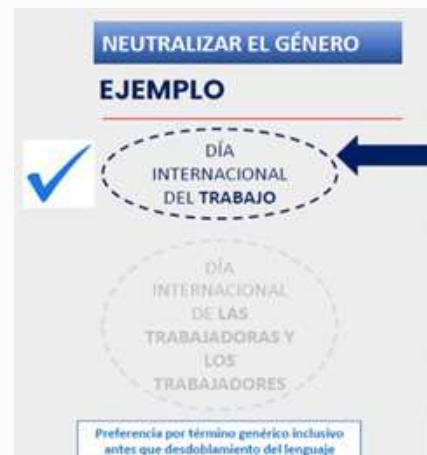 NEUTRALIZAR EL GÉNERO
EJEMPLO
DÍA
INTERNACIONAL
DEL TRABAJO
DÍA
INTERNACIONAL
DE LAS
TRABAJADORAS Y
LOS
TRABAJADORES
Preferencia por término genérico inclusivo
antes que desdoblamiento del lenguaje